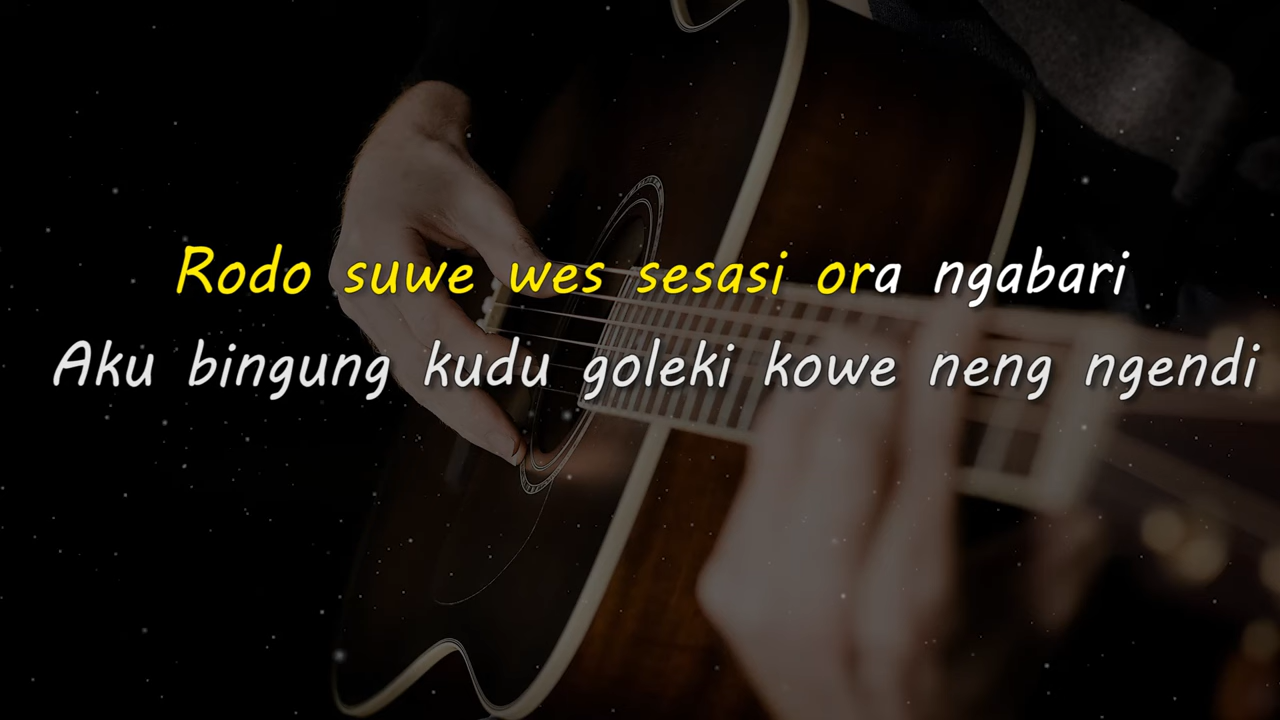 Rodo suwe wes sesasi ora ngabari
Aku bingung kudu goleki kowe neng ngendi